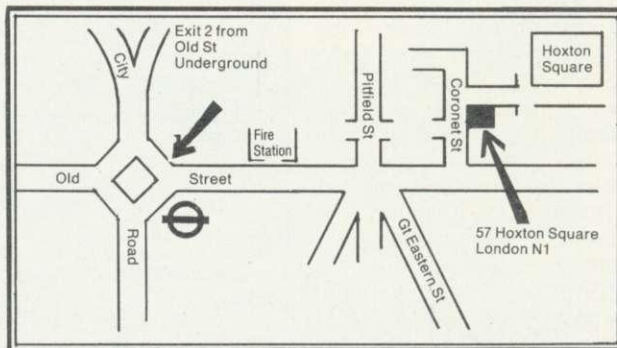 Exit 2 from
Old St
Underground
City
Pitfield St
Coronet St
Hoxton
Square
Fire
Station
Old
Street
Road
Gt Eastern St
57 Hoxton Square
London N1